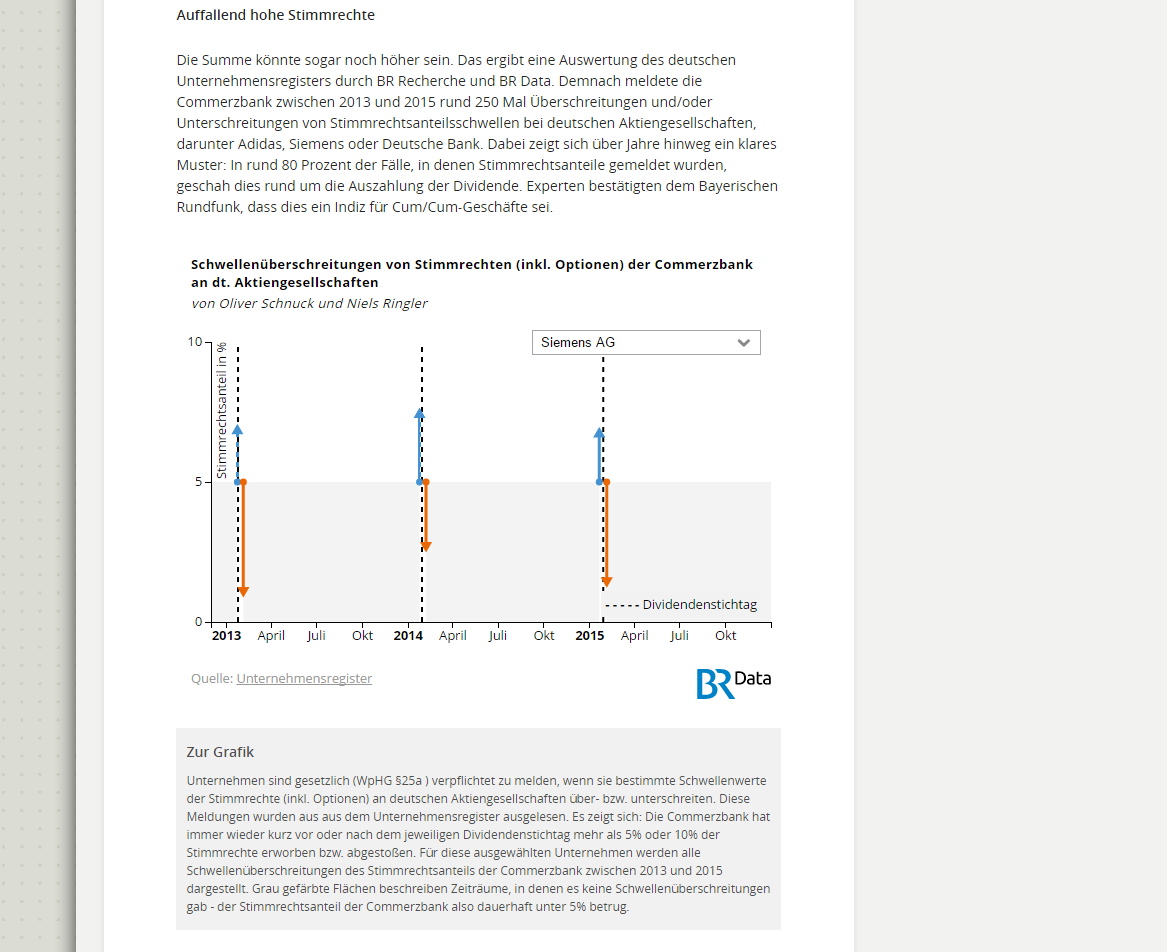 Auffallend hohe Stimmrechte
Die Summe könnte sogar noch höher sein. Das ergibt eine Auswertung des deutschen
Unternehmensregisters durch BR Recherche und BR Data. Demnach meldete die
Commerzbank zwischen 2013 und 2015 rund 250 Mal Überschreitungen und/oder
Unterschreitungen von Stimmrechtsanteilsschwellen bei deutschen Aktiengesellschaften,
darunter Adidas, Siemens oder Deutsche Bank. Dabei zeigt sich über Jahre hinweg ein klares
Muster: In rund 80 Prozent der Fälle, in denen Stimmrechtsanteile gemeldet wurden,
geschah dies rund um die Auszahlung der Dividende. Experten bestätigten dem Bayerischen
Rundfunk, dass dies ein Indiz für Cum/Cum-Geschäfte sei.
Schwellenüberschreitungen von Stimmrechten (inkl. Optionen) der Commerzbank
an dt. Aktiengesellschaften
von Oliver Schnuck und Niels Ringler
Siemens AG
10
Stimmrechtsanteil in %
5
0
Dividendenstichtag
2013 April Juli Okt 2014 April Juli Okt 2015 April Juli Okt
Quelle: Unternehmensregister
BR Data
Zur Grafik
Unternehmen sind gesetzlich (WpHG §25a ) verpflichtet zu melden, wenn sie bestimmte Schwellenwerte
der Stimmrechte (inkl. Optionen) an deutschen Aktiengesellschaften über- bzw. unterschreiten. Diese
Meldungen wurden aus aus dem Unternehmensregister ausgelesen. Es zeigt sich: Die Commerzbank hat
immer wieder kurz vor oder nach dem jeweiligen Dividendenstichtag mehr als 5% oder 10% der
Stimmrechte erworben bzw. abgestoßen. Für diese ausgewählten Unternehmen werden alle
Schwellenüberschreitungen des Stimmrechtsanteils der Commerzbank zwischen 2013 und 2015
dargestellt. Grau gefärbte Flächen beschreiben Zeiträume, in denen es keine Schwellenüberschreitungen
gab - der Stimmrechtsanteil der Commerzbank also dauerhaft unter 5% betrug.